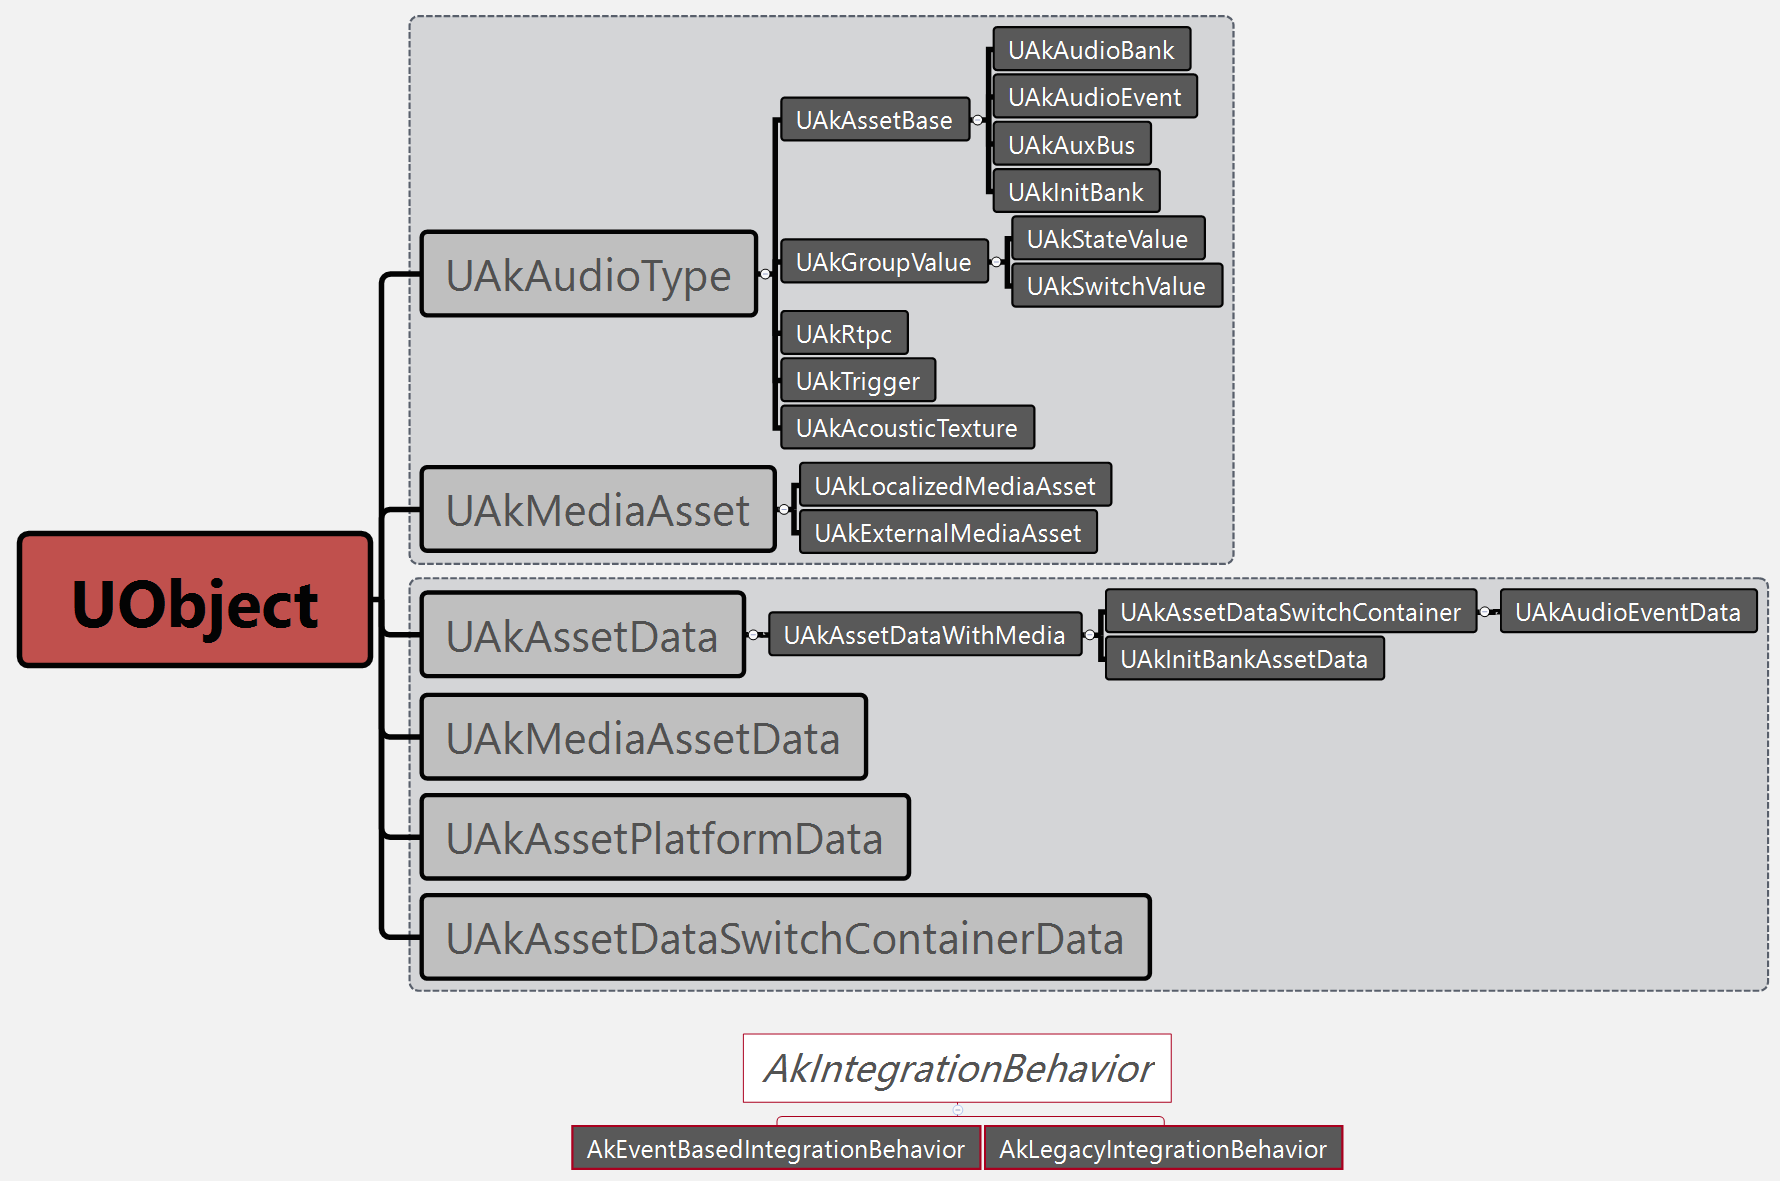 UObject
UAkAudioType
UAkAssetBase
UAkAudioBank
UAkAudioEvent
UAkAuxBus
UAkInitBank
UAkGroupValue
UAkStateValue
UAkSwitchValue
UAkRtpc
UAkTrigger
UAkAcousticTexture
UAkMediaAsset
UAkLocalizedMediaAsset
UAkExternalMediaAsset
UAkAssetData
UAkAssetDataWithMedia
UAkAssetDataSwitchContainer
UAkAudioEventData
UAkInitBankAssetData
UAkMediaAssetData
UAkAssetPlatformData
UAkAssetDataSwitchContainerData
AkIntegrationBehavior
AkEventBasedIntegrationBehavior
AkLegacyIntegrationBehavior